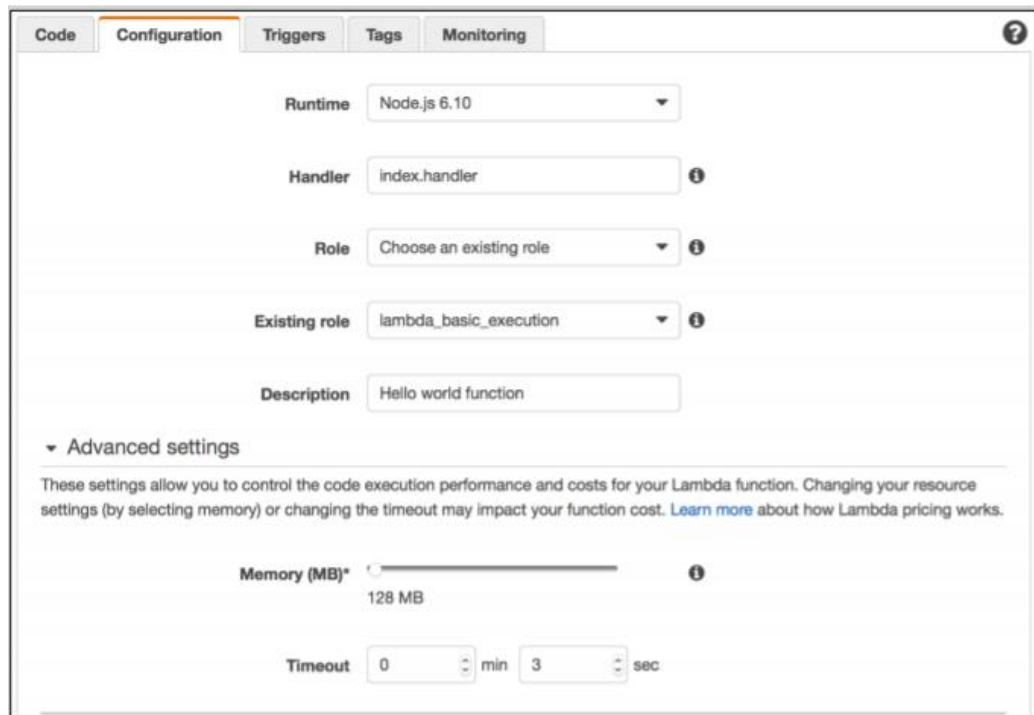 Code Configuration Triggers Tags Monitoring
Runtime Node.js 6.10
Handler index.handler
Role Choose an existing role
Existing role lambda_basic_execution
Description Hello world function
Advanced settings
These settings allow you to control the code execution performance and costs for your Lambda function. Changing your resource
settings (by selecting memory) or changing the timeout may impact your function cost. Learn more about how Lambda pricing works.
Memory (MB)*
128 MB
Timeout 0 min 3 sec